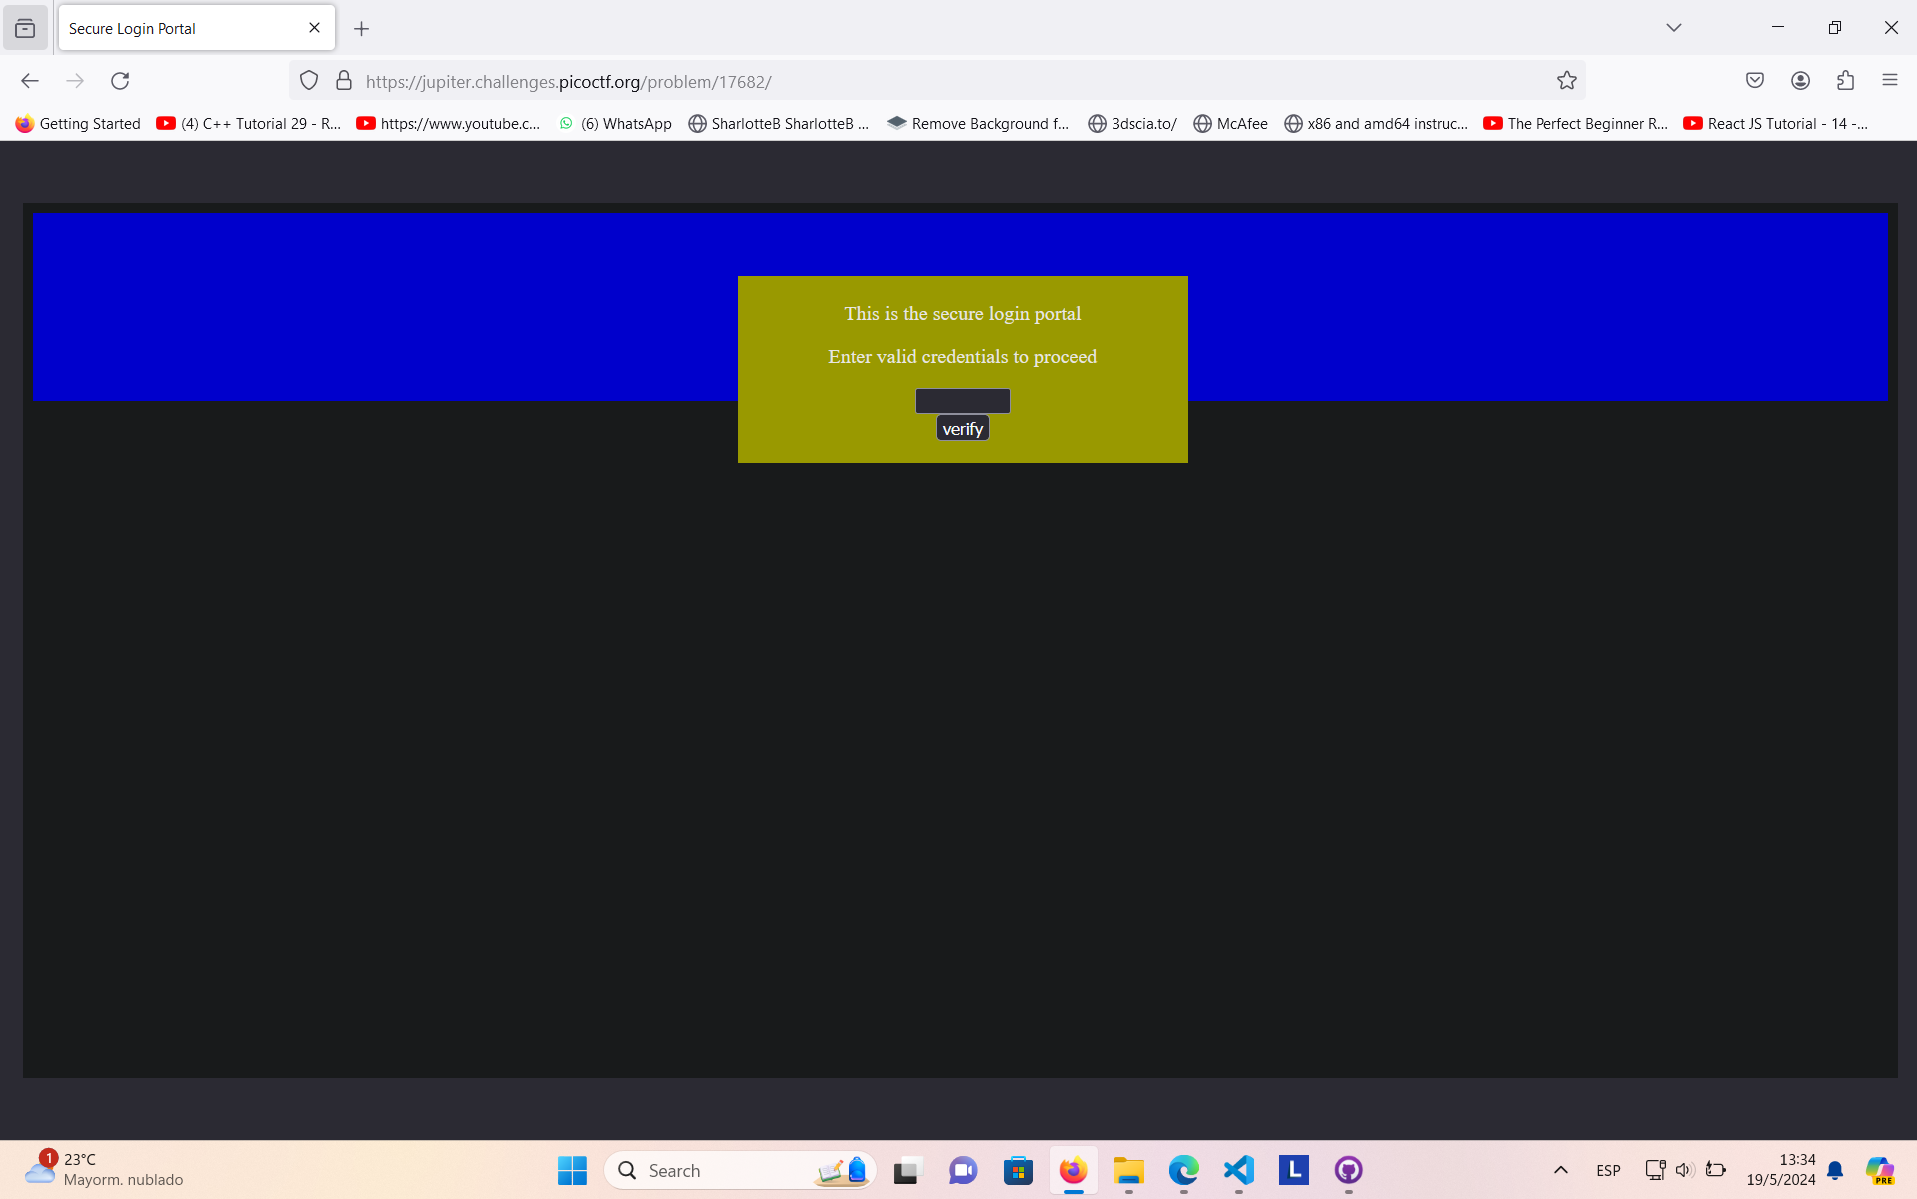 Secure Login Portal
https://jupiter.challenges.picoctf.org/problem/17682/
Getting Started (4) C++ Tutorial 29 - R... https://www.youtube.c... (6) WhatsApp SharlotteB SharlotteB ... Remove Background f... 3dscia.to/ McAfee x86 and amd64 instruc... The Perfect Beginner R... React JS Tutorial - 14 -...
This is the secure login portal
Enter valid credentials to proceed
verify
1 23°C
Mayorm. nublado
Search
L
ESP
13:34
19/5/2024
PRE